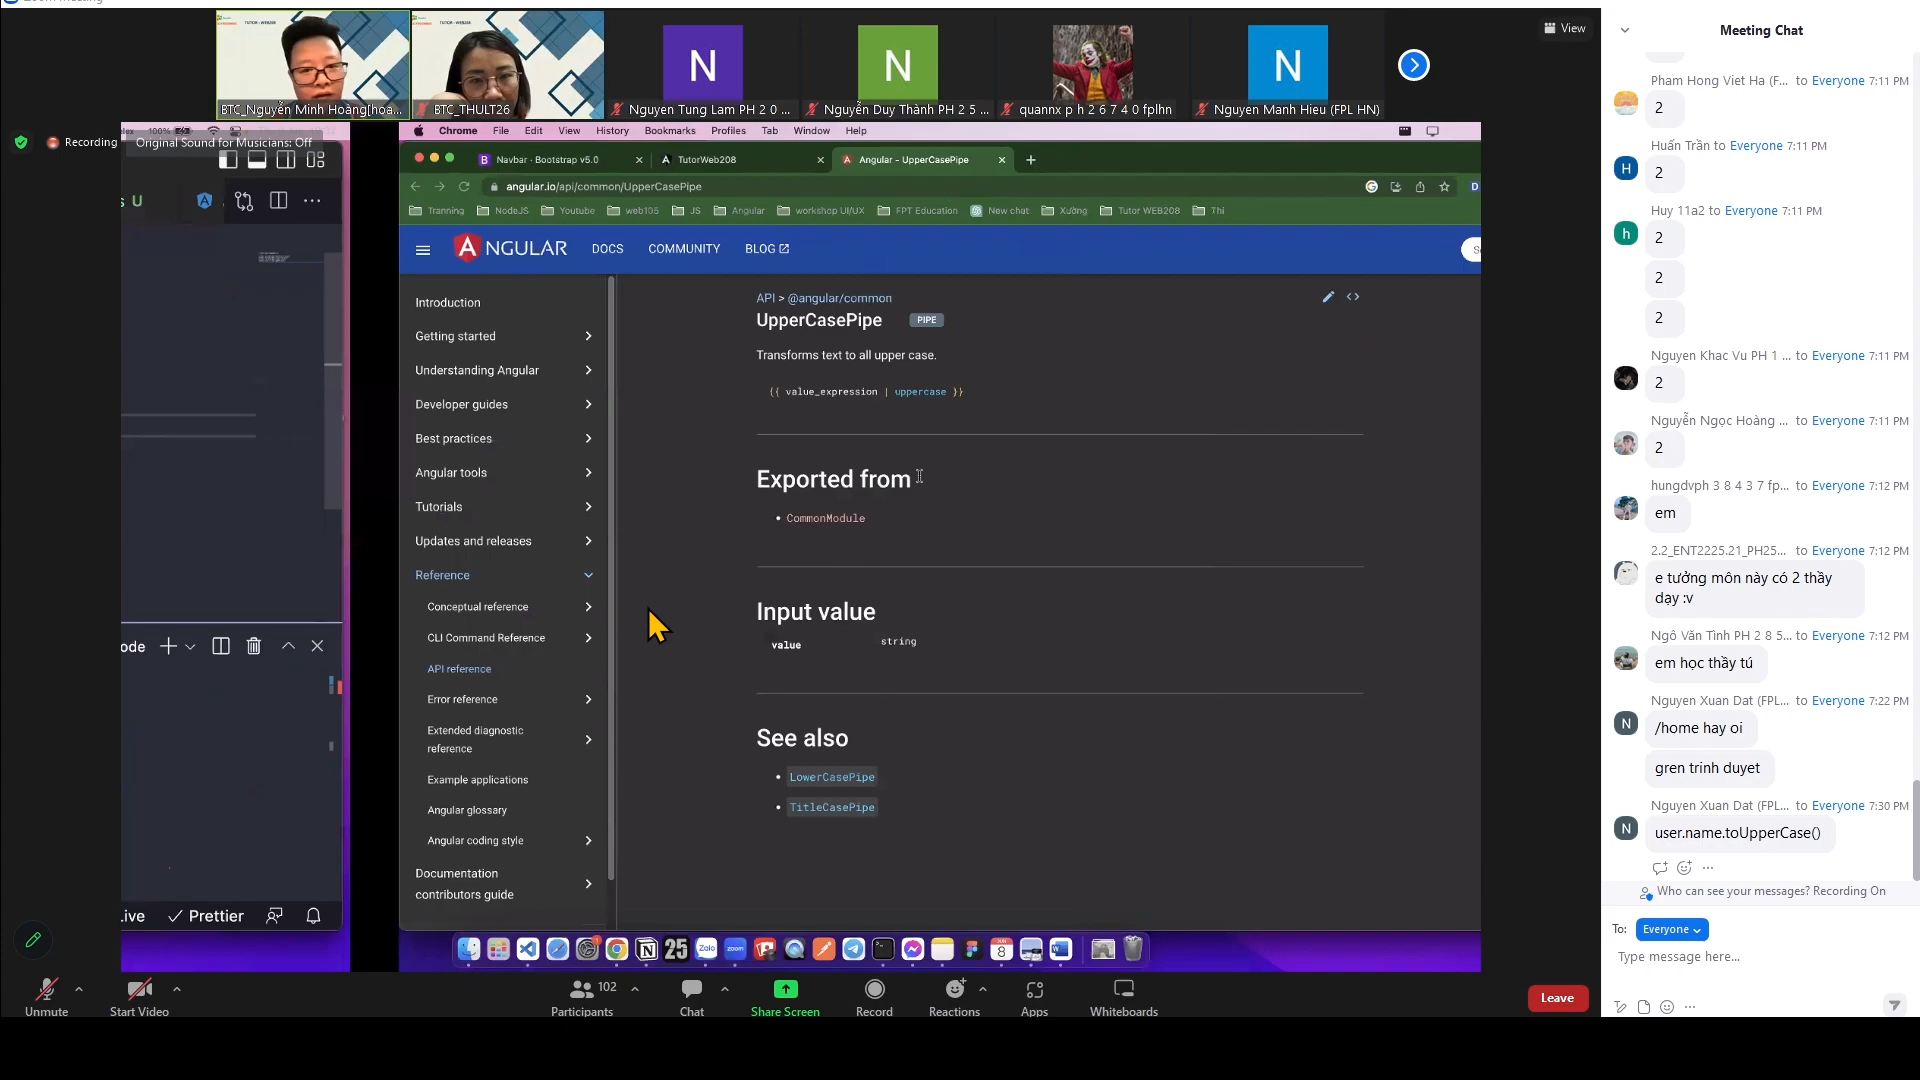 Zoom Meeting
TUTOR - WEB208
TUTOR - WEB208
View
N
N
N
BTC_Nguyễn Minh Hoàng[hoa...
BTC_THULT26
Nguyen Tung Lam PH 2 0 ...
Nguyễn Duy Thành PH 2 5 ...
quannx p h 2 6 7 4 0 fplhn
Nguyen Manh Hieu (FPL HN)
Recording
Original Sound for Musicians: Off
100%
Chrome File Edit View History Bookmarks Profiles Tab Window Help
Navbar · Bootstrap v5.0
TutorWeb208
Angular - UpperCasePipe
angular.io/api/common/UpperCasePipe
Tranning NodeJS Youtube web105 JS Angular workshop UI/UX FPT Education New chat Xưởng Tutor WEB208 Thi
s U
ANGULAR DOCS COMMUNITY BLOG
Introduction
Getting started
Understanding Angular
Developer guides
Best practices
Angular tools
Tutorials
Updates and releases
Reference
Conceptual reference
CLI Command Reference
API reference
Error reference
Extended diagnostic
reference
Example applications
Angular glossary
Angular coding style
Documentation
contributors guide
API > @angular/common
UpperCasePipe PIPE
Transforms text to all upper case.
{{ value_expression | uppercase }}
Exported from
CommonModule
Input value
value string
See also
LowerCasePipe
TitleCasePipe
ode
Live Prettier
25
Zalo
zoom
8
Unmute
Start Video
102
Participants
Chat
Share Screen
Record
Reactions
Apps
Whiteboards
Leave
Meeting Chat
Pham Hong Viet Ha (F... to Everyone 7:11 PM
2
Huấn Trần to Everyone 7:11 PM
H
2
Huy 11a2 to Everyone 7:11 PM
h
2
2
2
Nguyen Khac Vu PH 1 ... to Everyone 7:11 PM
2
Nguyễn Ngọc Hoàng ... to Everyone 7:11 PM
2
hungdvph 3 8 4 3 7 fp... to Everyone 7:12 PM
em
2.2_ENT2225.21_PH25... to Everyone 7:12 PM
e tưởng môn này có 2 thầy
dạy :v
Ngô Văn Tình PH 2 8 5... to Everyone 7:12 PM
em học thầy tú
Nguyen Xuan Dat (FPL... to Everyone 7:22 PM
N
/home hay oi
gren trinh duyet
Nguyen Xuan Dat (FPL... to Everyone 7:30 PM
N
user.name.toUpperCase()
Who can see your messages? Recording On
To: Everyone
Type message here...